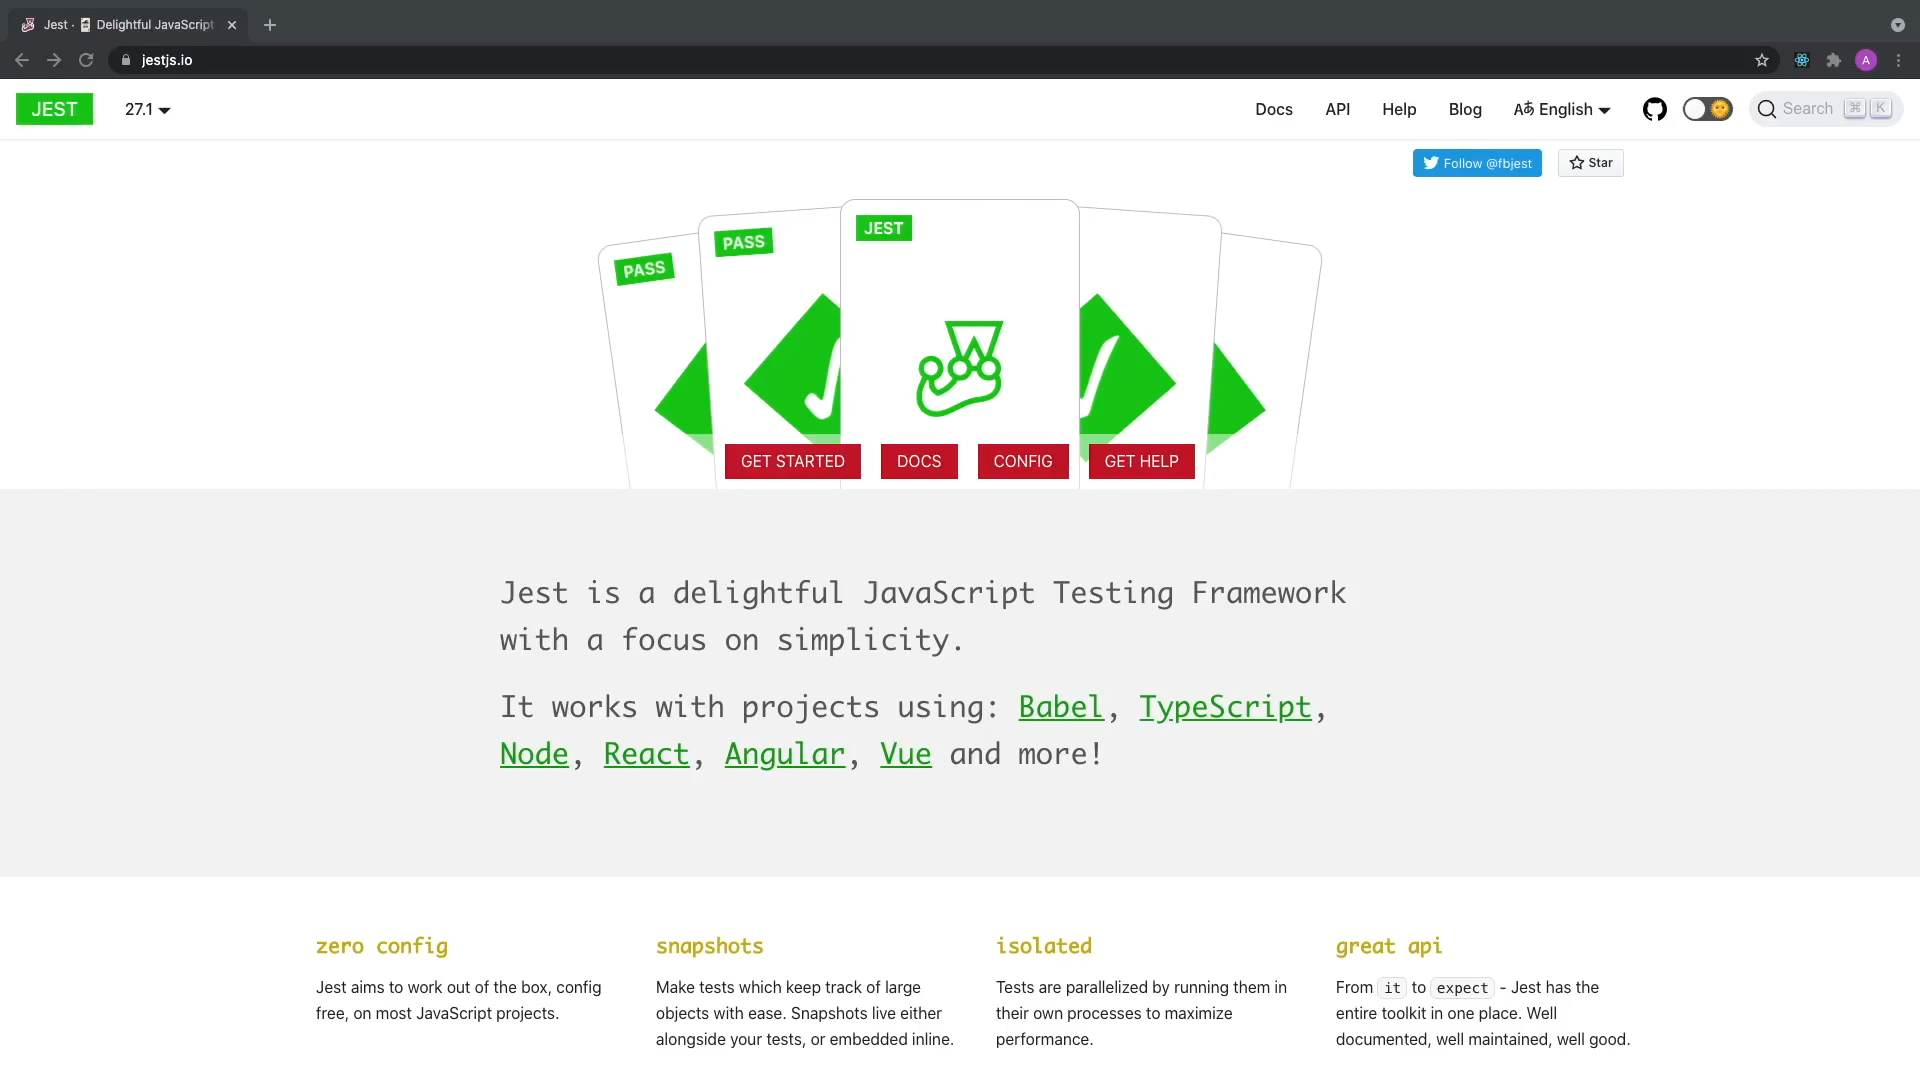 Jest · Delightful JavaScript
jestjs.io
A
JEST
27.1
Docs
API
Help
Blog
Aあ English
Search ⌘ K
Follow @fbjest
Star
PASS
PASS
JEST
GET STARTED
DOCS
CONFIG
GET HELP
Jest is a delightful JavaScript Testing Framework
with a focus on simplicity.
It works with projects using: Babel, TypeScript,
Node, React, Angular, Vue and more!
zero config
Jest aims to work out of the box, config
free, on most JavaScript projects.
snapshots
Make tests which keep track of large
objects with ease. Snapshots live either
alongside your tests, or embedded inline.
isolated
Tests are parallelized by running them in
their own processes to maximize
performance.
great api
From it to expect - Jest has the
entire toolkit in one place. Well
documented, well maintained, well good.